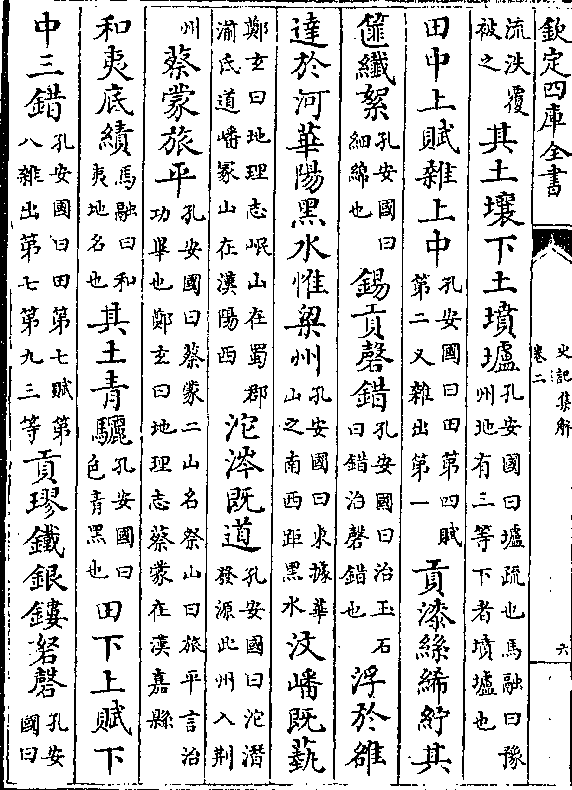 欽定四庫全書
史記集解
卷二
六
流泆覆
被之
其土壤下土墳壚
孔安國曰壚疏也馬融曰豫
州地有三等下者墳壚也
田中上賦雜上中
孔安國曰田第四賦
第二又雜出第一
貢漆絲絺紵其
篚纖絮
孔安國曰
細綿也
錫貢磬錯
孔安國曰治玉石
曰錯治磬錯也
浮於雒
達於河華陽黑水惟梁州
孔安國曰東據華
山之南西距黑水
汶嶓既蓺
鄭玄曰地理志岷山在蜀郡
湔氐道嶓冢山在漢陽西
沱涔既道
孔安國曰沱潛
發源此州入荆
州
蔡蒙旅平
孔安國曰蔡蒙二山名祭山曰旅平言治
功畢也鄭玄曰地理志蔡蒙在漢嘉縣
和夷底績
馬融曰和
夷地名也
其土青驪
孔安國曰
色青黑也
田下上賦下
中三錯
孔安國曰田第七賦第
八雜出第七第九三等
貢璆鐵銀鏤砮磬
孔安
國曰